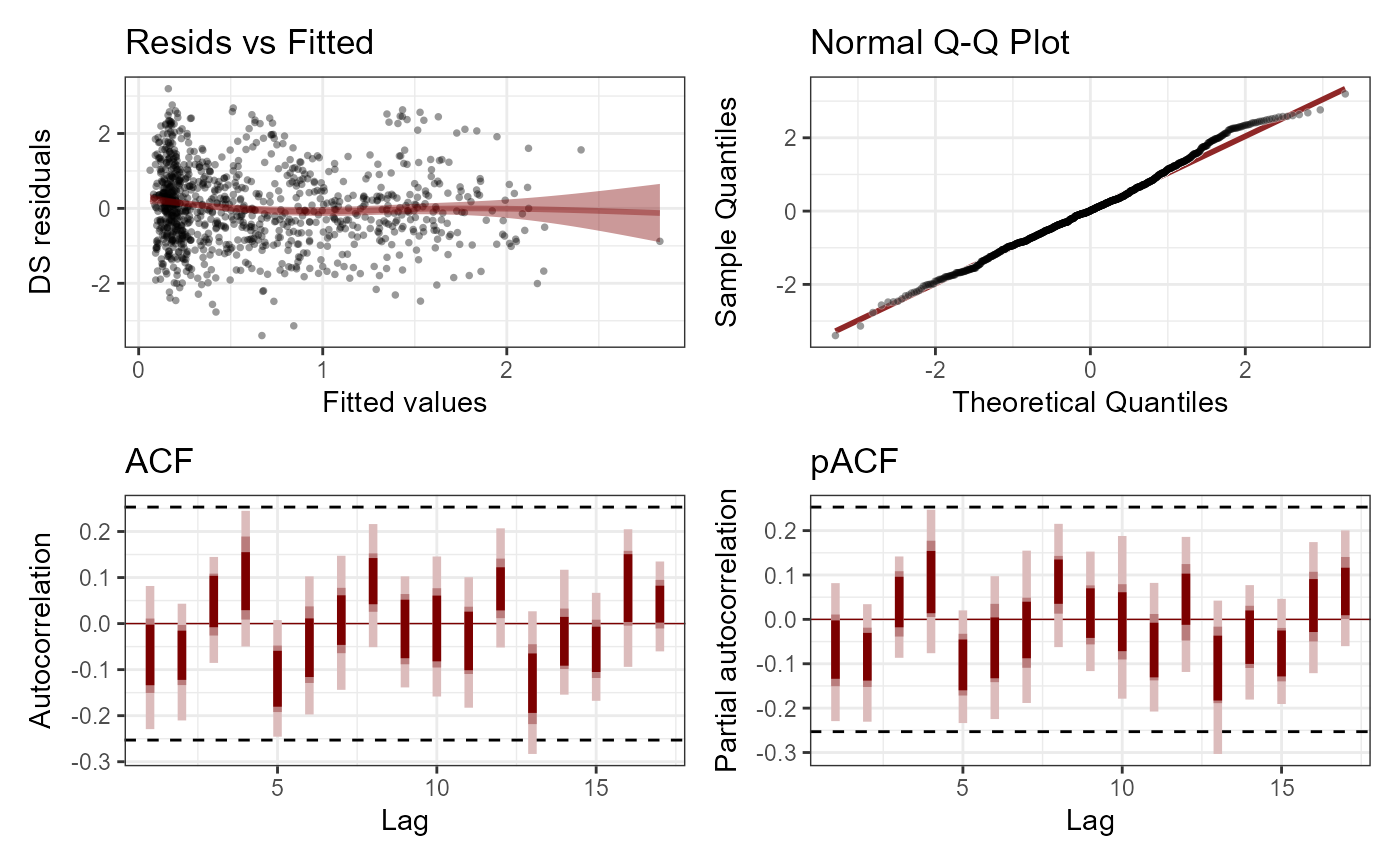 Resids vs Fitted
DS residuals
2
0
-2
0
1
2
Fitted values
Normal Q-Q Plot
Sample Quantiles
2
0
-2
-2
0
2
Theoretical Quantiles
ACF
Autocorrelation
0.2
0.1
0.0
-0.1
-0.2
-0.3
5
10
15
Lag
pACF
Partial autocorrelation
0.2
0.1
0.0
-0.1
-0.2
-0.3
5
10
15
Lag